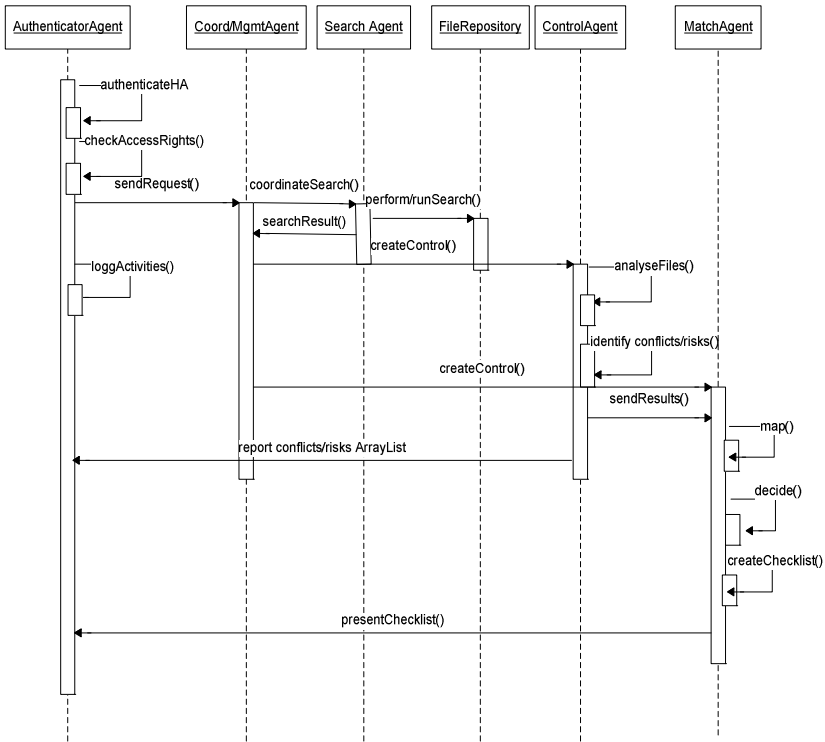 AuthenticatorAgent
Coord/MgmtAgent
Search Agent
FileRepository
ControlAgent
MatchAgent
authenticateHA
checkAccessRights()
sendRequest()
coordinateSearch()
perform/runSearch()
searchResult()
createControl()
loggActivities()
analyseFiles()
identify conflicts/risks()
createControl()
sendResults()
map()
report conflicts/risks ArrayList
decide()
createChecklist()
presentChecklist()